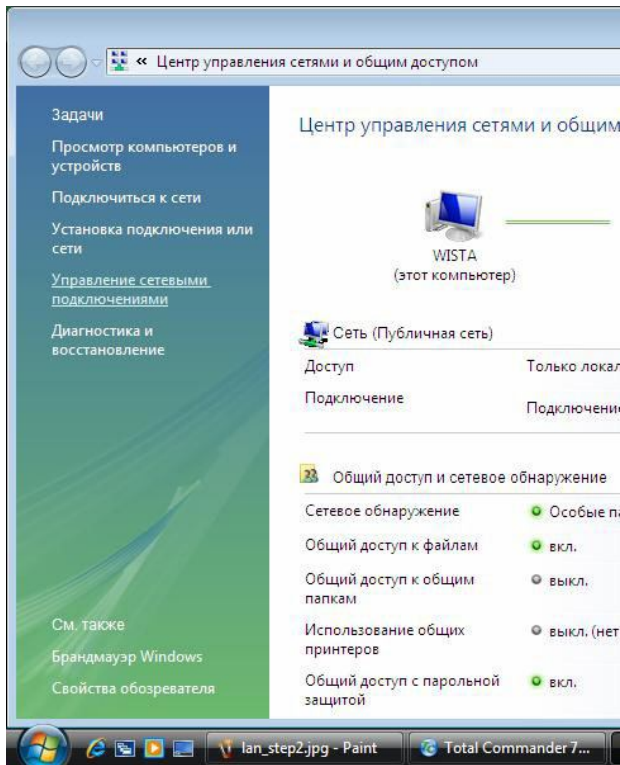 « Центр управления сетями и общим доступом
Задачи
Просмотр компьютеров и
устройств
Подключиться к сети
Установка подключения или
сети
Управление сетевыми
подключениями
Диагностика и
восстановление
См. также
Брандмауэр Windows
Свойства обозревателя
Центр управления сетями и общим
WISTA
(этот компьютер)
Сеть (Публичная сеть)
Доступ Только локал
Подключение Подключение
Общий доступ и сетевое обнаружение
Сетевое обнаружение Особые па
Общий доступ к файлам вкл.
Общий доступ к общим
папкам выкл.
Использование общих
принтеров выкл. (нет
Общий доступ с парольной
защитой вкл.
lan_step2.jpg - Paint
Total Commander 7...